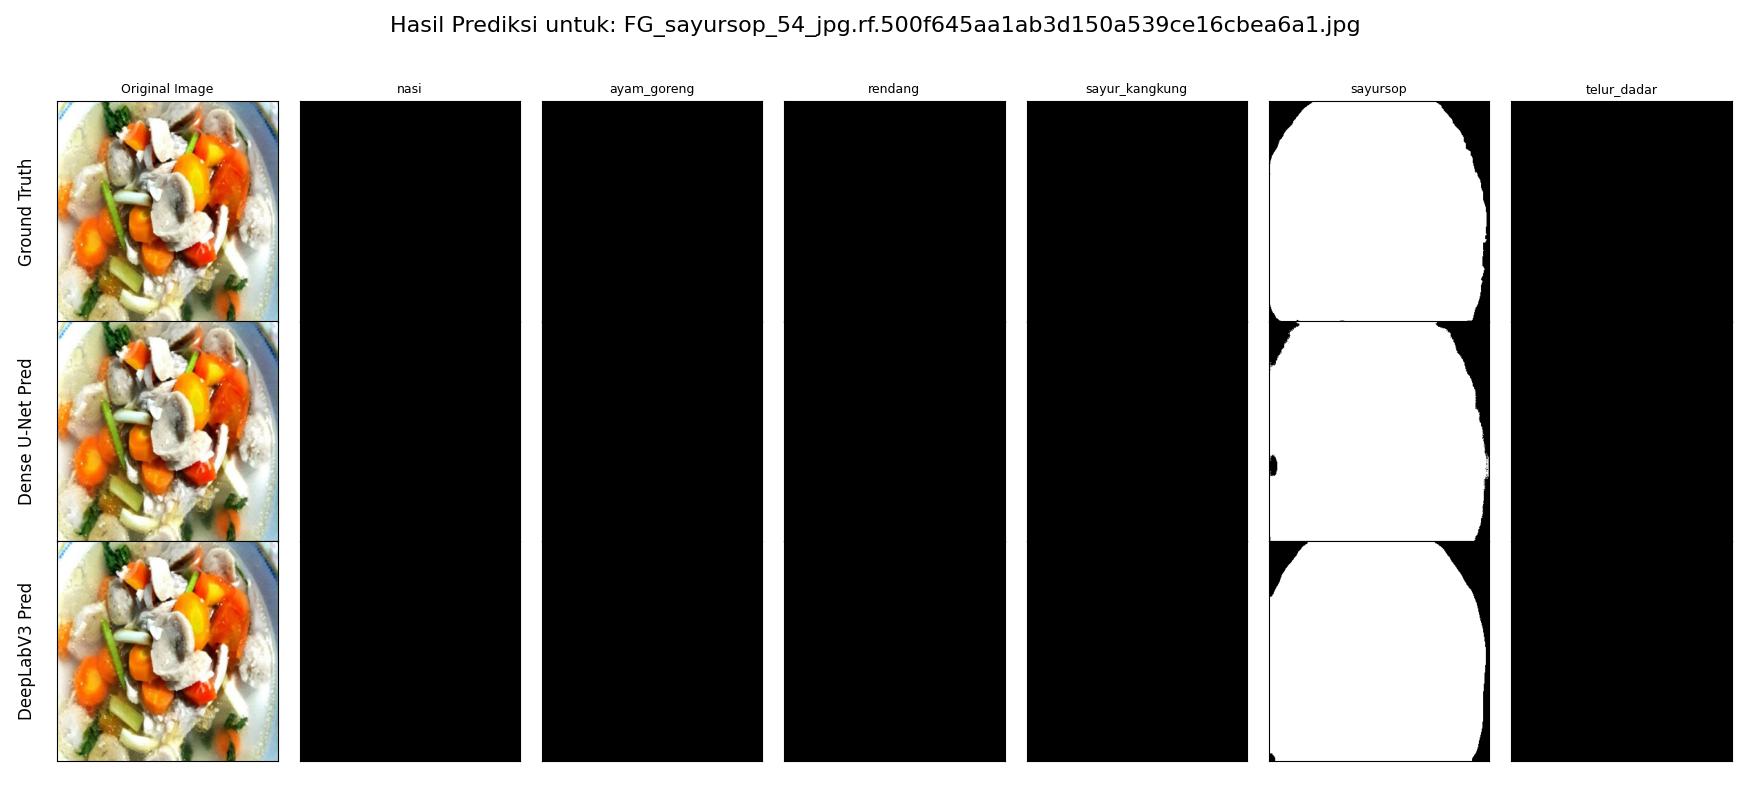 Hasil Prediksi untuk: FG_sayursop_54_jpg.rf.500f645aa1ab3d150a539ce16cbea6a1.jpg
Original Image
nasi
ayam_goreng
rendang
sayur_kangkung
sayursop
telur_dadar
Ground Truth
Dense U-Net Pred
DeepLabV3 Pred